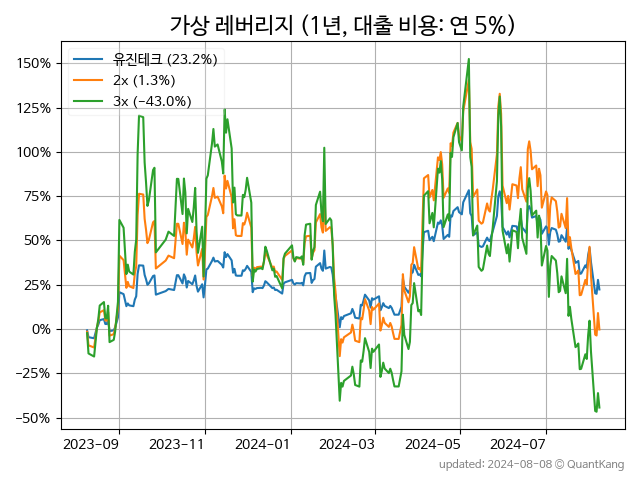 가상 레버리지 (1년, 대출 비용: 연 5%)
유진테크 (23.2%)
2x (1.3%)
3x (−43.0%)
150%
125%
100%
75%
50%
25%
0%
−25%
−50%
2023-09 2023-11 2024-01 2024-03 2024-05 2024-07
updated: 2024-08-08 © QuantKang